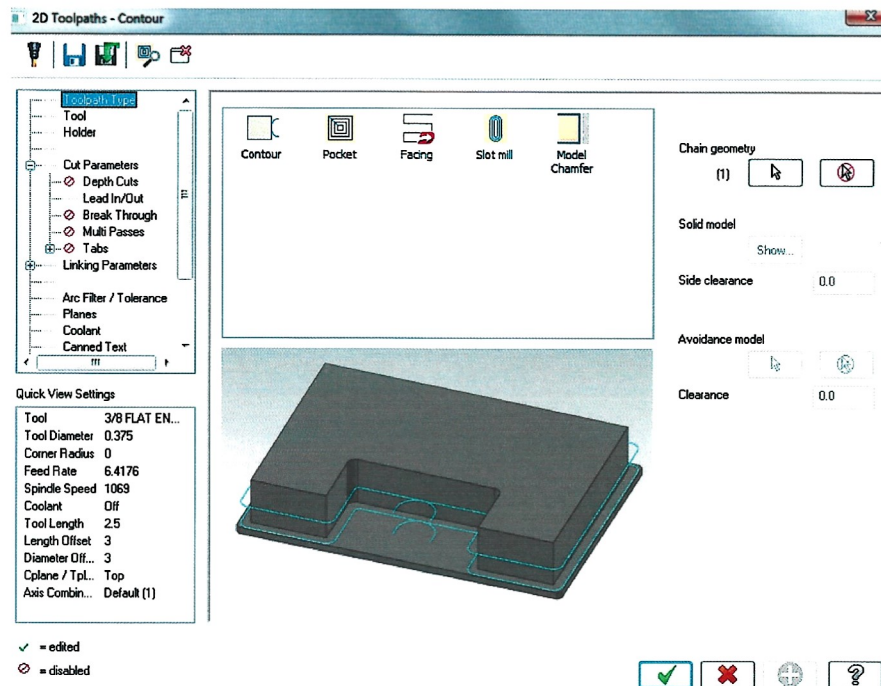 2D Toolpaths - Contour
Toolpath Type
Tool
Holder
Cut Parameters
Depth Cuts
Lead In/Out
Break Through
Multi Passes
Tabs
Linking Parameters
Arc Filter / Tolerance
Planes
Coolant
Canned Text
Quick View Settings
Tool 3/8 FLAT EN...
Tool Diameter 0.375
Corner Radius 0
Feed Rate 6.4176
Spindle Speed 1069
Coolant Off
Tool Length 2.5
Length Offset 3
Diameter Off... 3
Cplane / Tpl... Top
Axis Combin... Default (1)
✓ = edited
⊘ = disabled
Contour Pocket Facing Slot mill Model
Chamfer
Chain geometry
(1)
Solid model
Show...
Side clearance 0.0
Avoidance model
Clearance 0.0